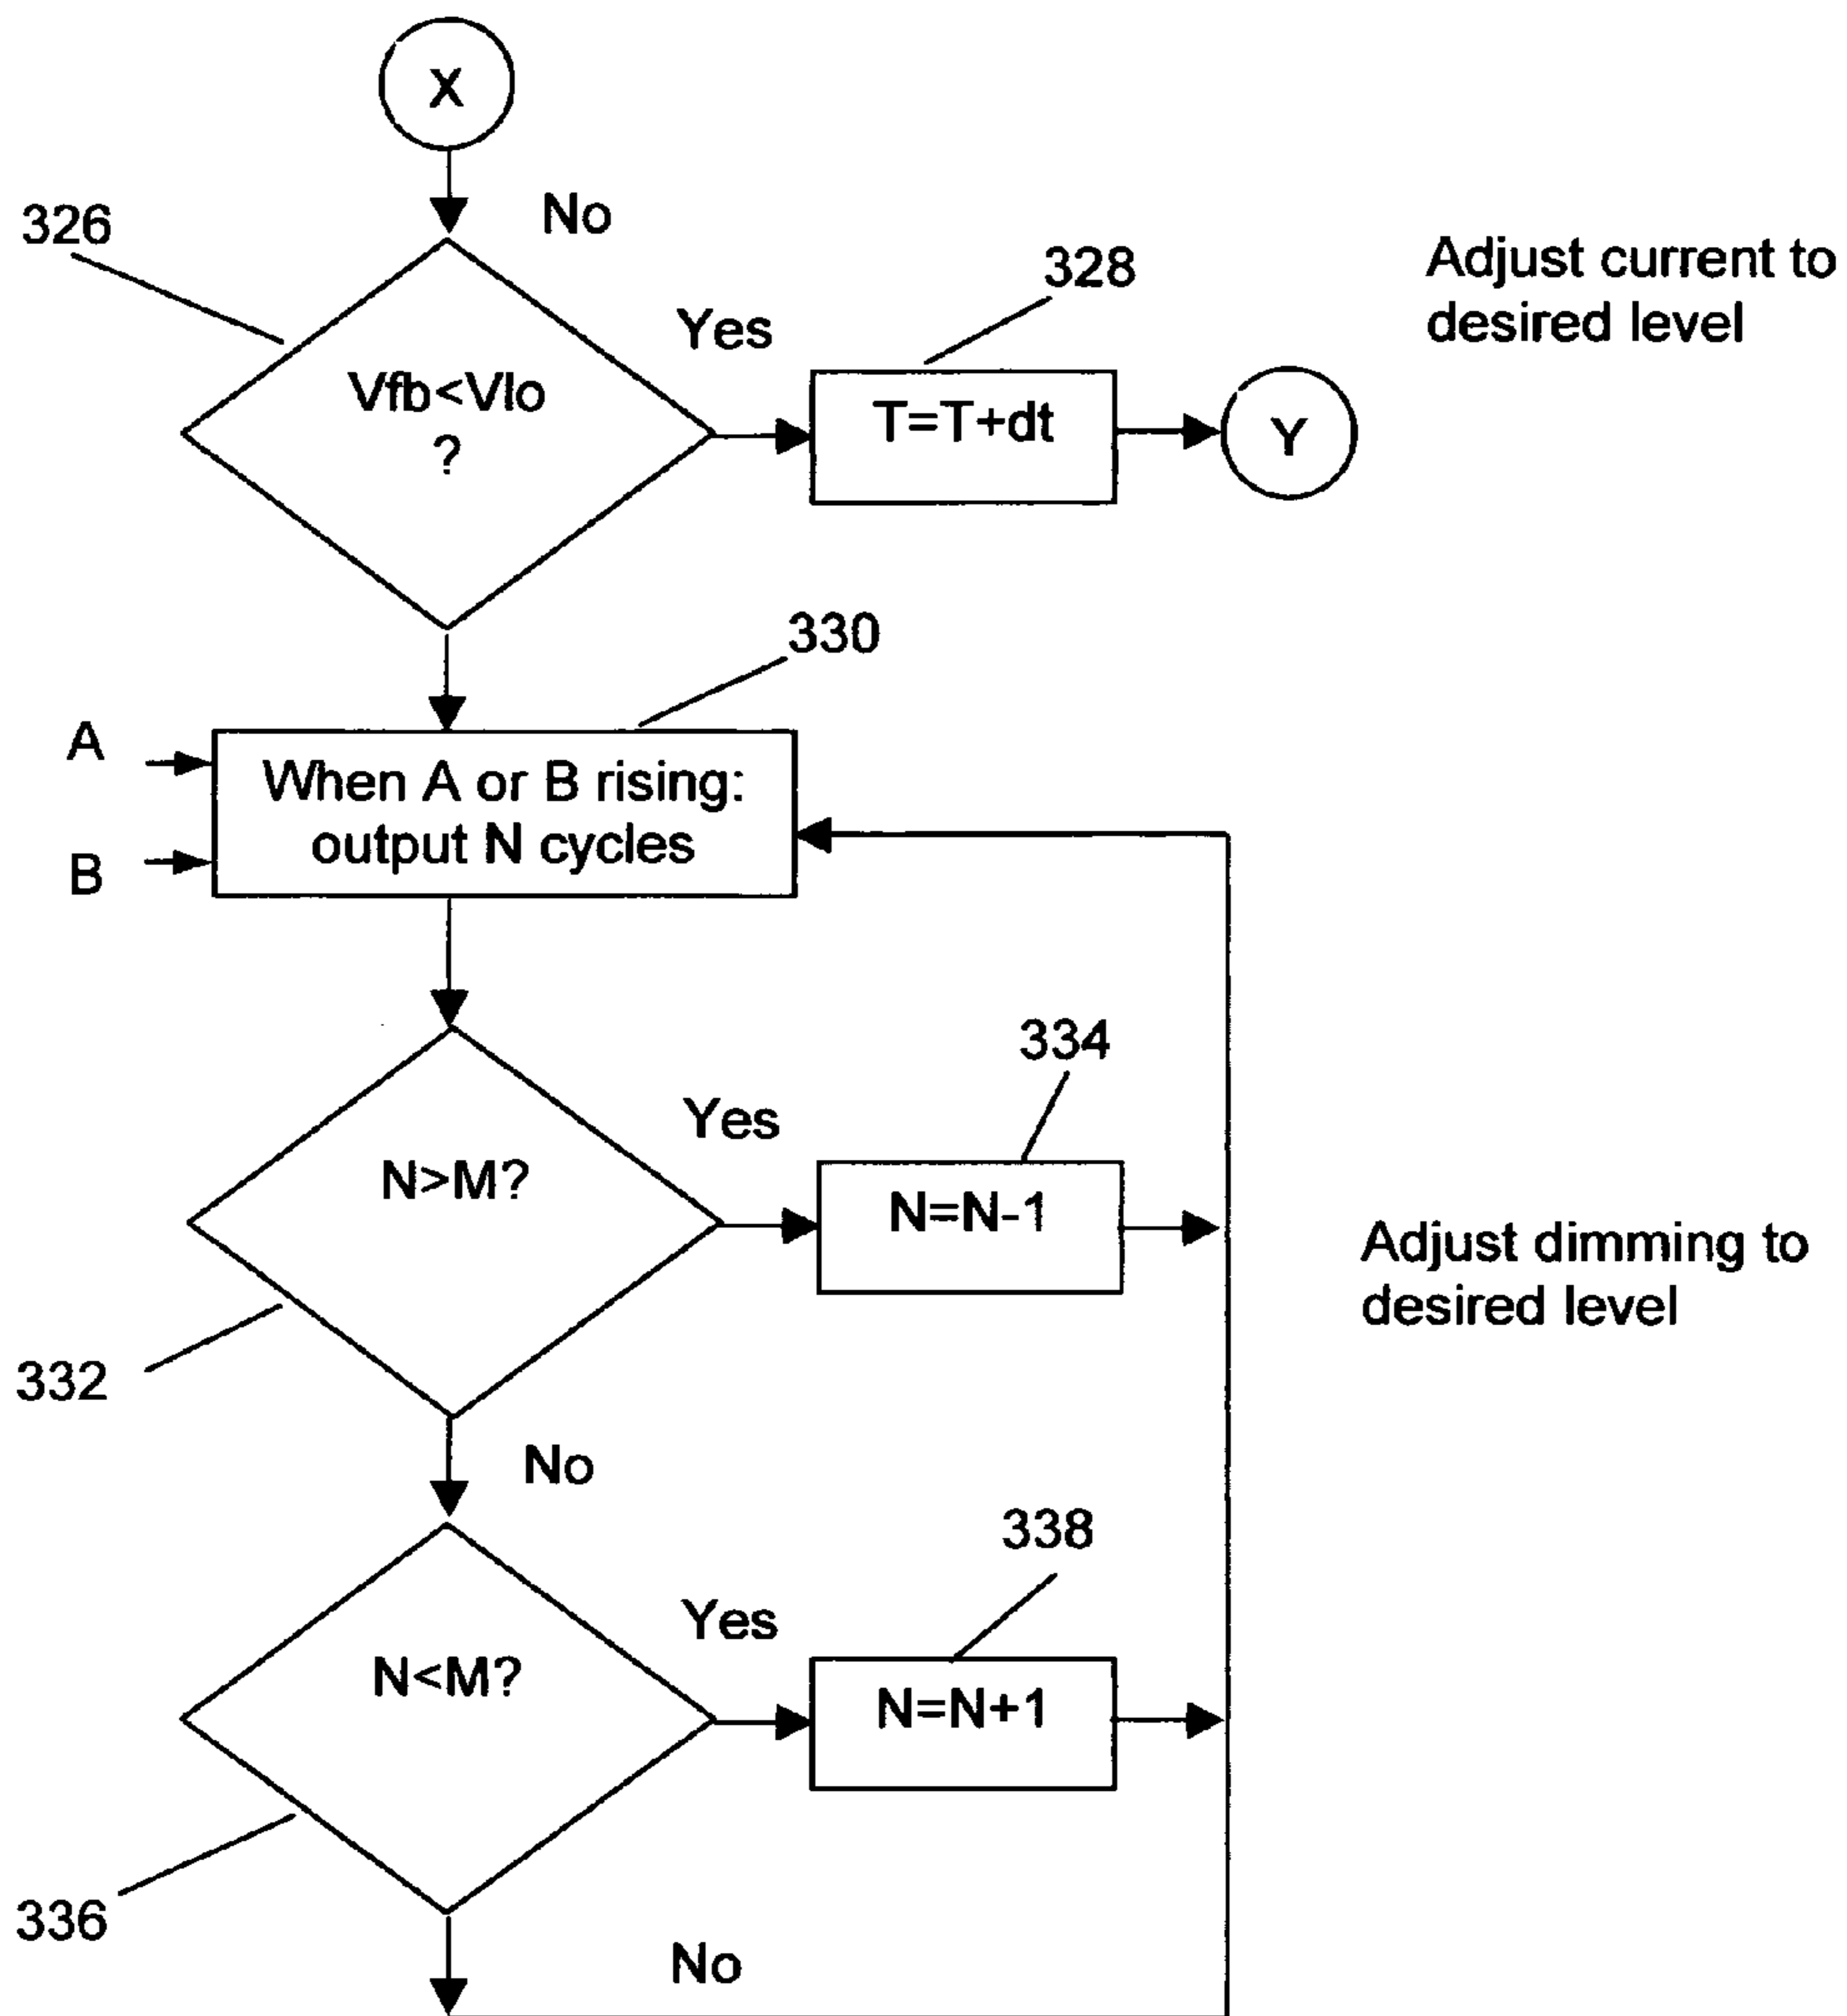 X
No
326
328
Adjust current to
desired level
Yes
Vfb<Vlo
?
T=T+dt
Y
330
A
B
When A or B rising:
output N cycles
334
Yes
N>M?
N=N-1
Adjust dimming to
desired level
332
No
338
Yes
N<M?
N=N+1
336
No